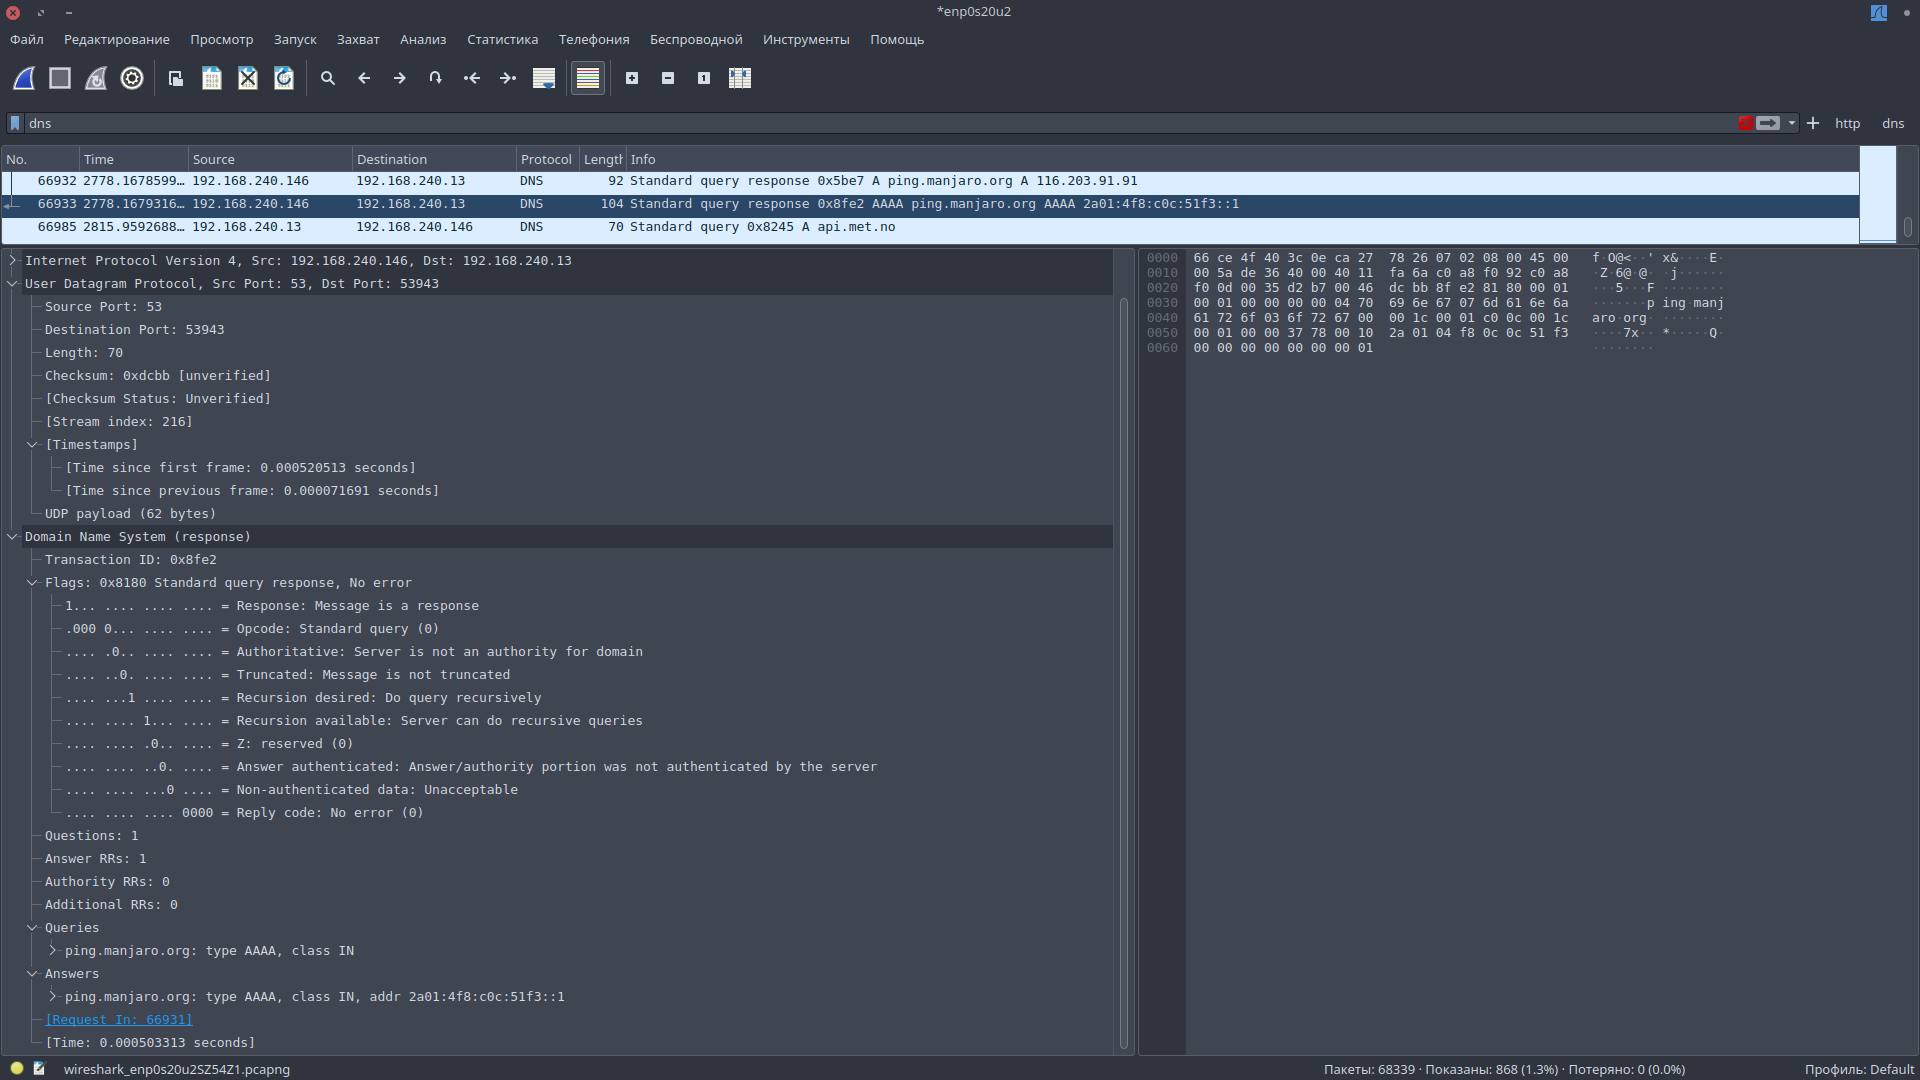 *enp0s20u2
Файл Редактирование Просмотр Запуск Захват Анализ Статистика Телефония Беспроводной Инструменты Помощь
dns http dns
No. Time Source Destination Protocol Length Info
66932 2778.1678599… 192.168.240.146 192.168.240.13 DNS 92 Standard query response 0x5be7 A ping.manjaro.org A 116.203.91.91
66933 2778.1679316… 192.168.240.146 192.168.240.13 DNS 104 Standard query response 0x8fe2 AAAA ping.manjaro.org AAAA 2a01:4f8:c0c:51f3::1
66985 2815.9592688… 192.168.240.13 192.168.240.146 DNS 70 Standard query 0x8245 A api.met.no
Internet Protocol Version 4, Src: 192.168.240.146, Dst: 192.168.240.13
User Datagram Protocol, Src Port: 53, Dst Port: 53943
Source Port: 53
Destination Port: 53943
Length: 70
Checksum: 0xdcbb [unverified]
[Checksum Status: Unverified]
[Stream index: 216]
[Timestamps]
[Time since first frame: 0.000520513 seconds]
[Time since previous frame: 0.000071691 seconds]
UDP payload (62 bytes)
Domain Name System (response)
Transaction ID: 0x8fe2
Flags: 0x8180 Standard query response, No error
1... .... .... .... = Response: Message is a response
.000 0... .... .... = Opcode: Standard query (0)
.... .0.. .... .... = Authoritative: Server is not an authority for domain
.... ..0. .... .... = Truncated: Message is not truncated
.... ...1 .... .... = Recursion desired: Do query recursively
.... .... 1... .... = Recursion available: Server can do recursive queries
.... .... .0.. .... = Z: reserved (0)
.... .... ..0. .... = Answer authenticated: Answer/authority portion was not authenticated by the server
.... .... ...0 .... = Non-authenticated data: Unacceptable
.... .... .... 0000 = Reply code: No error (0)
Questions: 1
Answer RRs: 1
Authority RRs: 0
Additional RRs: 0
Queries
ping.manjaro.org: type AAAA, class IN
Answers
ping.manjaro.org: type AAAA, class IN, addr 2a01:4f8:c0c:51f3::1
[Request In: 66931]
[Time: 0.000503313 seconds]
0000 66 ce 4f 40 3c 0e ca 27 78 26 07 02 08 00 45 00 f·O@<··' x&····E·
0010 00 5a de 36 40 00 40 11 fa 6a c0 a8 f0 92 c0 a8 ·Z·6@·@· ·j······
0020 f0 0d 00 35 d2 b7 00 46 dc bb 8f e2 81 80 00 01 ···5···F ········
0030 00 01 00 00 00 00 04 70 69 6e 67 07 6d 61 6e 6a ·······p ing·manj
0040 61 72 6f 03 6f 72 67 00 00 1c 00 01 c0 0c 00 1c aro·org· ········
0050 00 01 00 00 37 78 00 10 2a 01 04 f8 0c 0c 51 f3 ····7x·· *·····Q·
0060 00 00 00 00 00 00 00 01 ········
wireshark_enp0s20u2SZ54Z1.pcapng Пакеты: 68339 · Показаны: 868 (1.3%) · Потеряно: 0 (0.0%) Профиль: Default